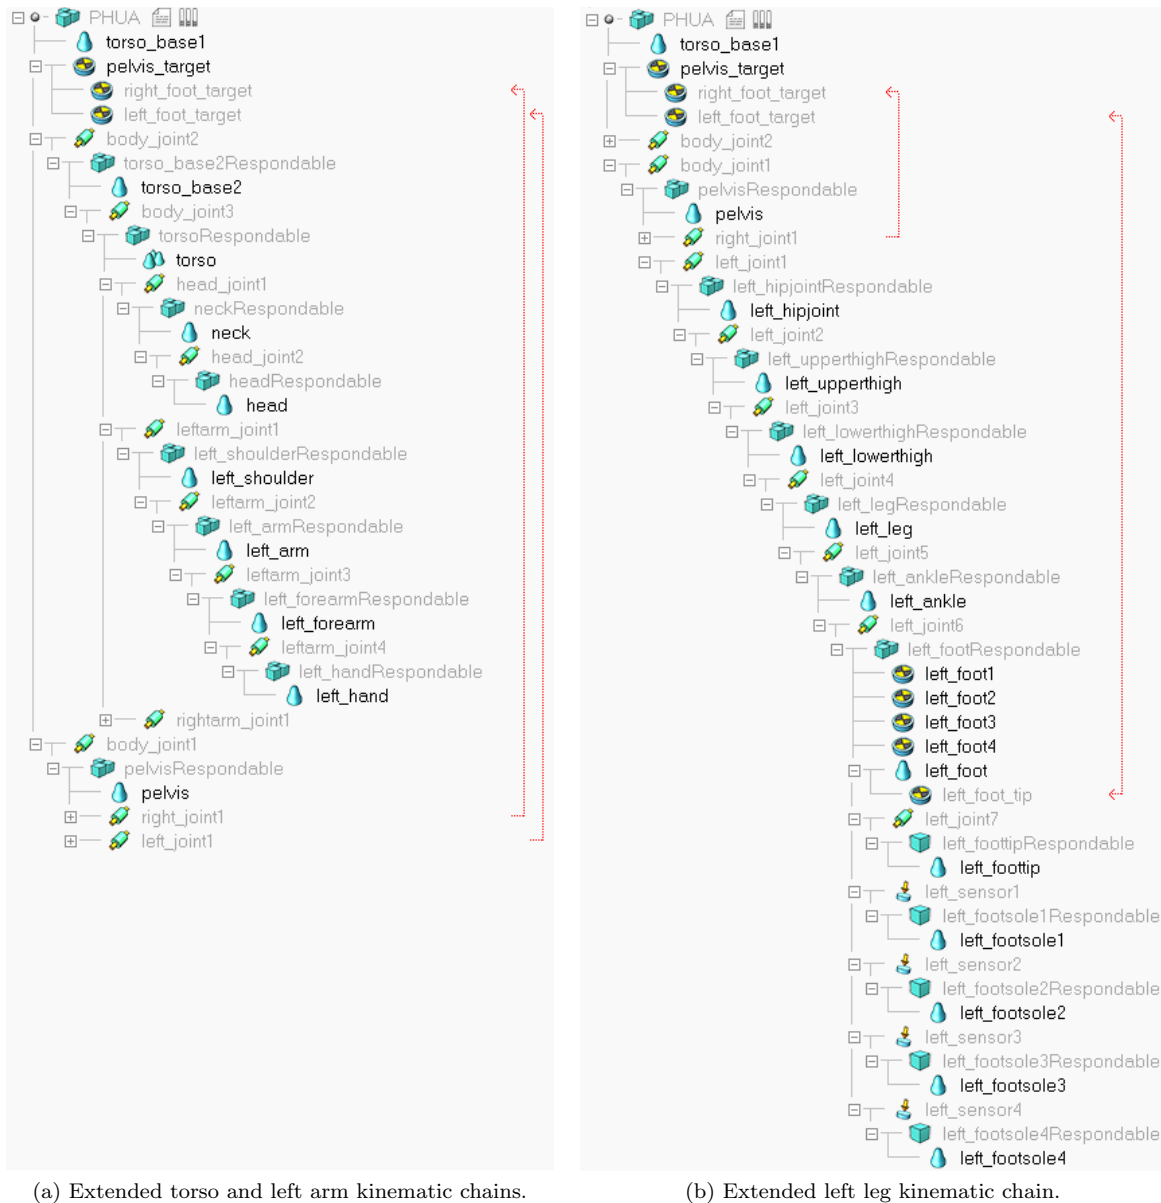 PHUA
torso_base1
pelvis_target
right_foot_target
left_foot_target
body_joint2
torso_base2Respondable
torso_base2
body_joint3
torsoRespondable
torso
head_joint1
neckRespondable
neck
head_joint2
headRespondable
head
leftarm_joint1
left_shoulderRespondable
left_shoulder
leftarm_joint2
left_armRespondable
left_arm
leftarm_joint3
left_forearmRespondable
left_forearm
leftarm_joint4
left_handRespondable
left_hand
rightarm_joint1
body_joint1
pelvisRespondable
pelvis
right_joint1
left_joint1
(a) Extended torso and left arm kinematic chains.
PHUA
torso_base1
pelvis_target
right_foot_target
left_foot_target
body_joint2
body_joint1
pelvisRespondable
pelvis
right_joint1
left_joint1
left_hipjointRespondable
left_hipjoint
left_joint2
left_upperthighRespondable
left_upperthigh
left_joint3
left_lowerthighRespondable
left_lowerthigh
left_joint4
left_legRespondable
left_leg
left_joint5
left_ankleRespondable
left_ankle
left_joint6
left_footRespondable
left_foot1
left_foot2
left_foot3
left_foot4
left_foot
left_foot_tip
left_joint7
left_foottipRespondable
left_foottip
left_sensor1
left_footsole1Respondable
left_footsole1
left_sensor2
left_footsole2Respondable
left_footsole2
left_sensor3
left_footsole3Respondable
left_footsole3
left_sensor4
left_footsole4Respondable
left_footsole4
(b) Extended left leg kinematic chain.